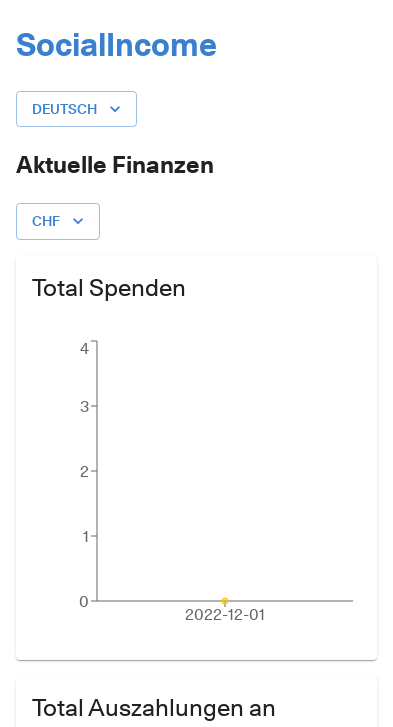 SocialIncome
DEUTSCH
Aktuelle Finanzen
CHF
Total Spenden
4
3
2
1
0
2022-12-01
Total Auszahlungen an